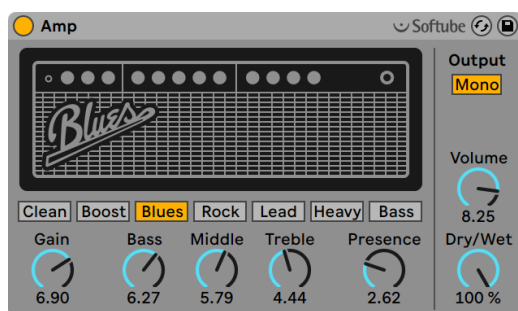 Amp
Softube
Output
Mono
Blues
Volume
8.25
Clean Boost Blues Rock Lead Heavy Bass
Gain Bass Middle Treble Presence Dry/Wet
6.90 6.27 5.79 4.44 2.62 100 %